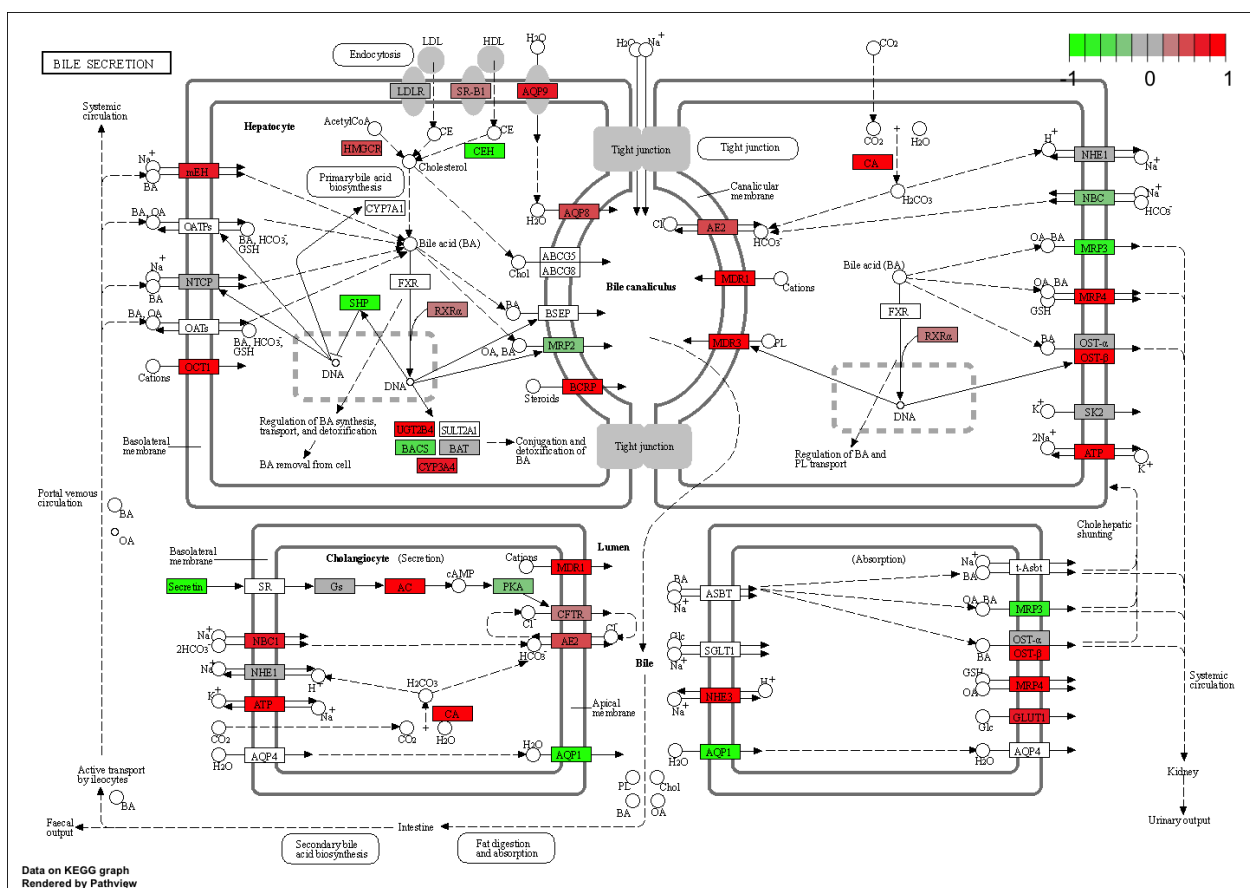 BILE SECRETION
Endocytosis
LDL
HDL
H2O
H2O
Na+
CO2
-1
0
1
LDLR
SR-B1
AQP9
Systemic
circulation
Hepatocyte
AcetylCoA
CE
CE
HMGCR
CEH
Cholesterol
Tight junction
Tight junction
CO2
H2O
CA
H2CO3
H+
NHE1
Na+
Na+
BA
mEH
Primary bile acid
biosynthesis
CYP7A1
H2O
AQP8
Canalicular
membrane
Cl-
AE2
HCO3-
NBC
Na+
HCO3-
BA, OA
OATPs
BA, HCO3-,
GSH
Bile acid (BA)
Chol
ABCG5
ABCG8
Bile canaliculus
MDR1
Cations
Bile acid (BA)
OA, BA
MRP3
Na+
BA
NTCP
FXR
SHP
RXRα
BA
BSEP
FXR
RXRα
OA, BA
GSH
MRP4
BA, OA
OATs
BA, HCO3-,
GSH
OA, BA
MRP2
MDR3
PL
BA
OST-α
OST-β
Cations
OCT1
DNA
DNA
Steroids
BCRP
DNA
K+
SK2
Regulation of BA synthesis,
transport, and detoxification
UGT2B4
SULT2A1
BACS
BAT
CYP3A4
Conjugation and
detoxification of
BA
Tight junction
Regulation of BA and
PL transport
2Na+
ATP
K+
Basolateral
membrane
BA removal from cell
Portal venous
circulation
BA
OA
Cholehepatic
shunting
Basolateral
membrane
Cholangiocyte
(Secretion)
Cations
Lumen
MDR1
(Absorption)
Na+
BA
t-Asbt
Secretin
SR
Gs
AC
cAMP
PKA
BA
Na+
ASBT
Cl-
CFTR
OA, BA
MRP3
Na+
2HCO3-
NBC1
HCO3-
AE2
Cl-
Bile
Glc
Na+
SGLT1
BA
OST-α
OST-β
Na+
NHE1
H+
H2CO3
GSH
OA
MRP4
Systemic
circulation
K+
ATP
Na+
CA
Apical
membrane
NHE3
H+
Na+
Glc
GLUT1
CO2
CO2
H2O
H2O
AQP4
H2O
AQP1
H2O
AQP1
H2O
AQP4
Active transport
by ileocytes
BA
PL
Chol
BA
OA
Kidney
Faecal
output
Intestine
Urinary output
Secondary bile
acid biosynthesis
Fat digestion
and absorption
Data on KEGG graph
Rendered by Pathview